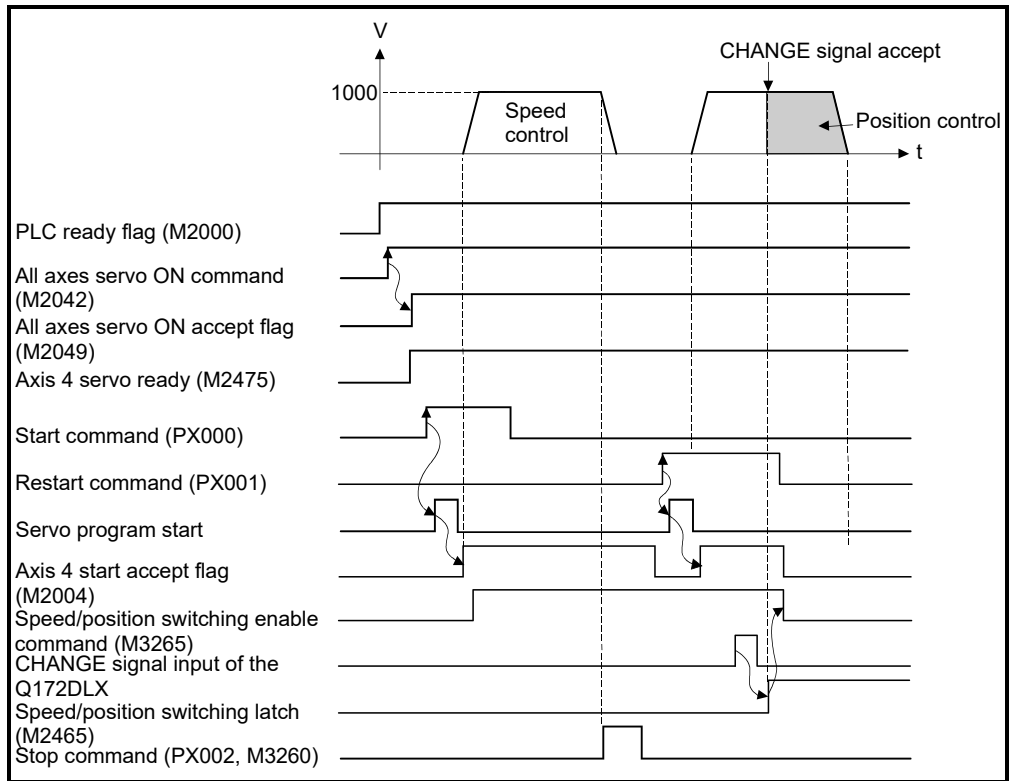 V
CHANGE signal accept
1000
Speed
control
Position control
t
PLC ready flag (M2000)
All axes servo ON command
(M2042)
All axes servo ON accept flag
(M2049)
Axis 4 servo ready (M2475)
Start command (PX000)
Restart command (PX001)
Servo program start
Axis 4 start accept flag
(M2004)
Speed/position switching enable
command (M3265)
CHANGE signal input of the
Q172DLX
Speed/position switching latch
(M2465)
Stop command (PX002, M3260)